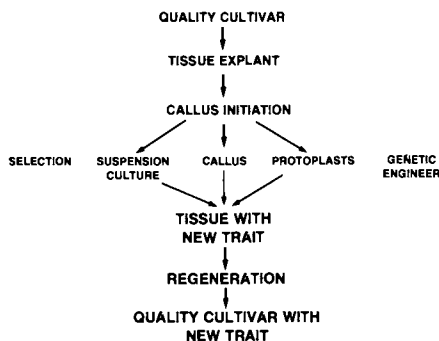 QUALITY CULTIVAR
TISSUE EXPLANT
CALLUS INITIATION
SELECTION SUSPENSION CALLUS PROTOPLASTS GENETIC
CULTURE ENGINEER
TISSUE WITH
NEW TRAIT
REGENERATION
QUALITY CULTIVAR WITH
NEW TRAIT